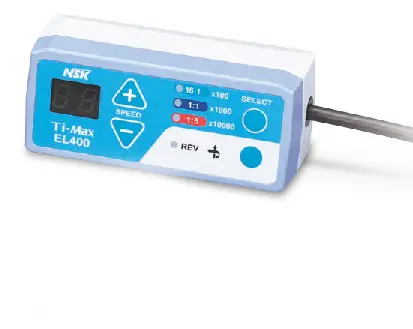 NSK
+
SPEED
−
Ti-Max
EL400
16:1 x100
1:1 x1000
1:5 x10000
SELECT
REV